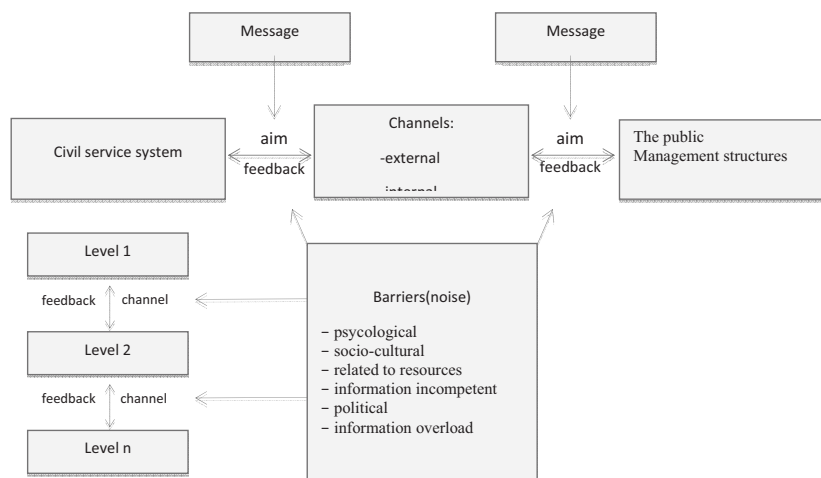 Message
Message
Civil service system
aim
feedback
Channels:
-external
-internal
aim
feedback
The public
Management structures
Level 1
feedback
channel
Level 2
feedback
channel
Level n
Barriers(noise)
– psycological
– socio-cultural
– related to resources
– information incompetent
– political
– information overload